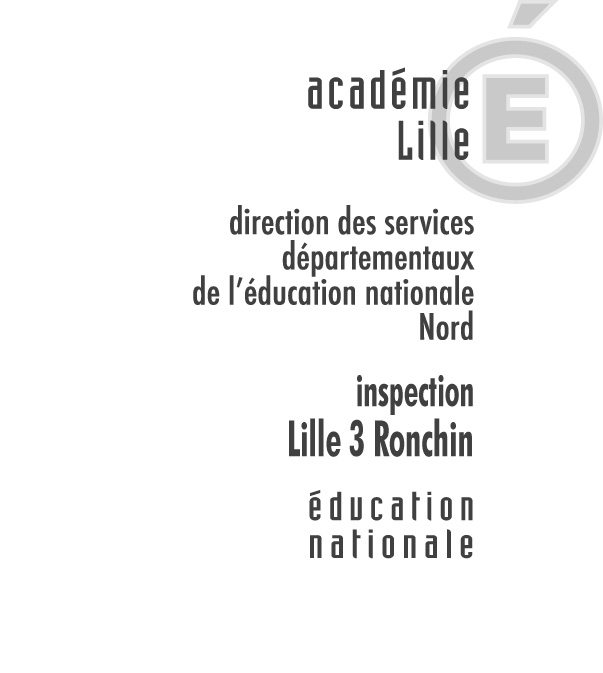 É
académie
Lille
direction des services
départementaux
de l'éducation nationale
Nord
inspection
Lille 3 Ronchin
éducation
nationale